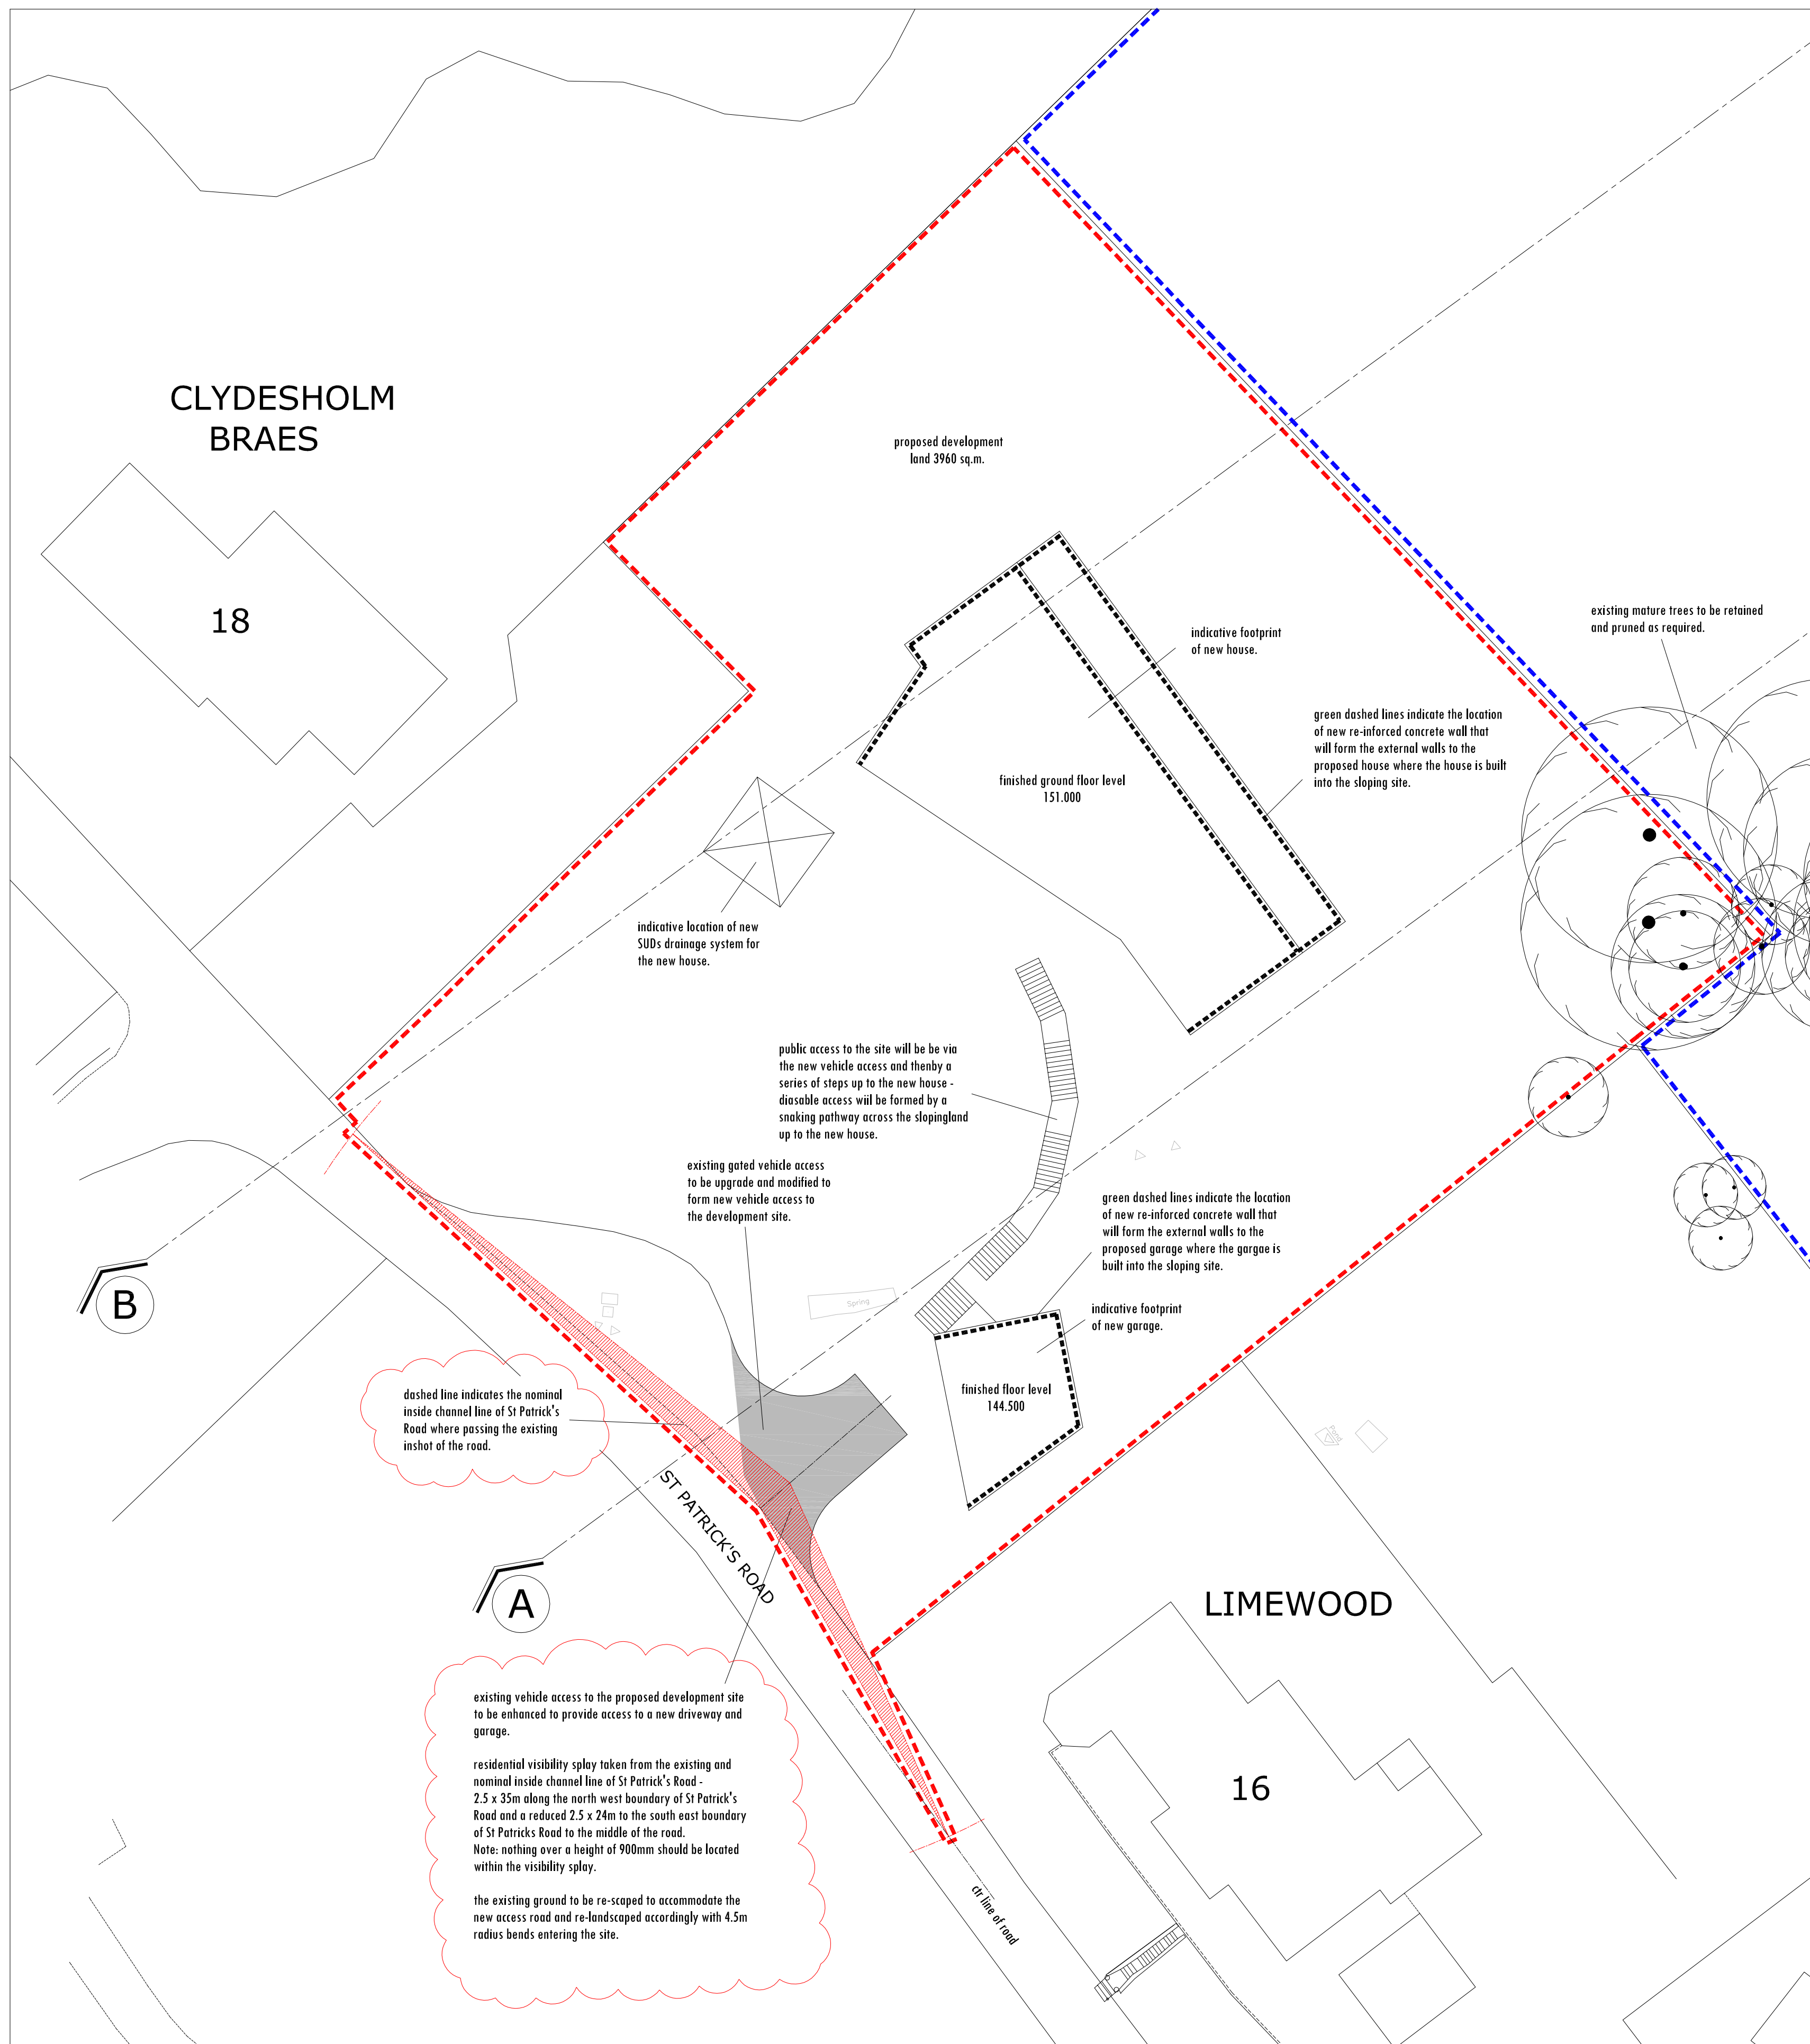 CLYDESHOLM
BRAES
18
proposed development
land 3960 sq.m.
existing mature trees to be retained
and pruned as required.
indicative footprint
of new house.
green dashed lines indicate the location
of new re-inforced concrete wall that
will form the external walls to the
proposed house where the house is built
into the sloping site.
finished ground floor level
151.000
indicative location of new
SUDs drainage system for
the new house.
public access to the site will be be via
the new vehicle access and thenby a
series of steps up to the new house -
diasable access wiil be formed by a
snaking pathway across the slopingland
up to the new house.
existing gated vehicle access
to be upgrade and modified to
form new vehicle access to
the development site.
green dashed lines indicate the location
of new re-inforced concrete wall that
will form the external walls to the
proposed garage where the gargae is
built into the sloping site.
indicative footprint
of new garage.
Spring
B
finished floor level
144.500
dashed line indicates the nominal
inside channel line of St Patrick's
Road where passing the existing
inshot of the road.
ST PATRICK'S ROAD
A
LIMEWOOD
16
existing vehicle access to the proposed development site
to be enhanced to provide access to a new driveway and
garage.
residential visibility splay taken from the existing and
nominal inside channel line of St Patrick's Road -
2.5 x 35m along the north west boundary of St Patrick's
Road and a reduced 2.5 x 24m to the south east boundary
of St Patricks Road to the middle of the road.
Note: nothing over a height of 900mm should be located
within the visibility splay.
the existing ground to be re-scaped to accommodate the
new access road and re-landscaped accordingly with 4.5m
radius bends entering the site.
ctr line of road